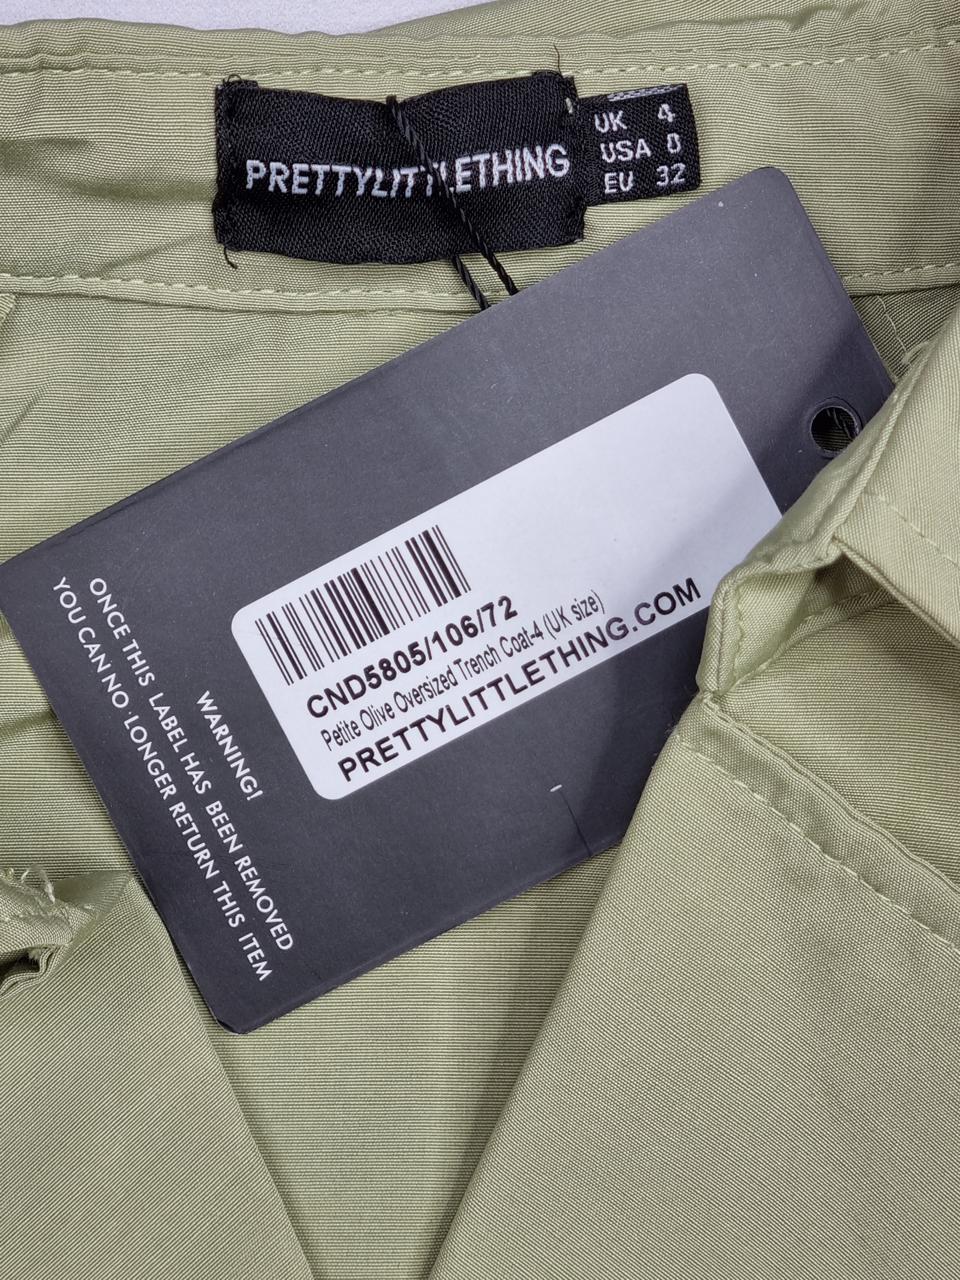 PRETTYLITTLETHING
UK 4
USA 0
EU 32
CND5805/106/72
Petite Olive Oversized Trench Coat-4 (UK size)
PRETTYLITTLETHING.COM
WARNING!
ONCE THIS LABEL HAS BEEN REMOVED
YOU CAN NO LONGER RETURN THIS ITEM